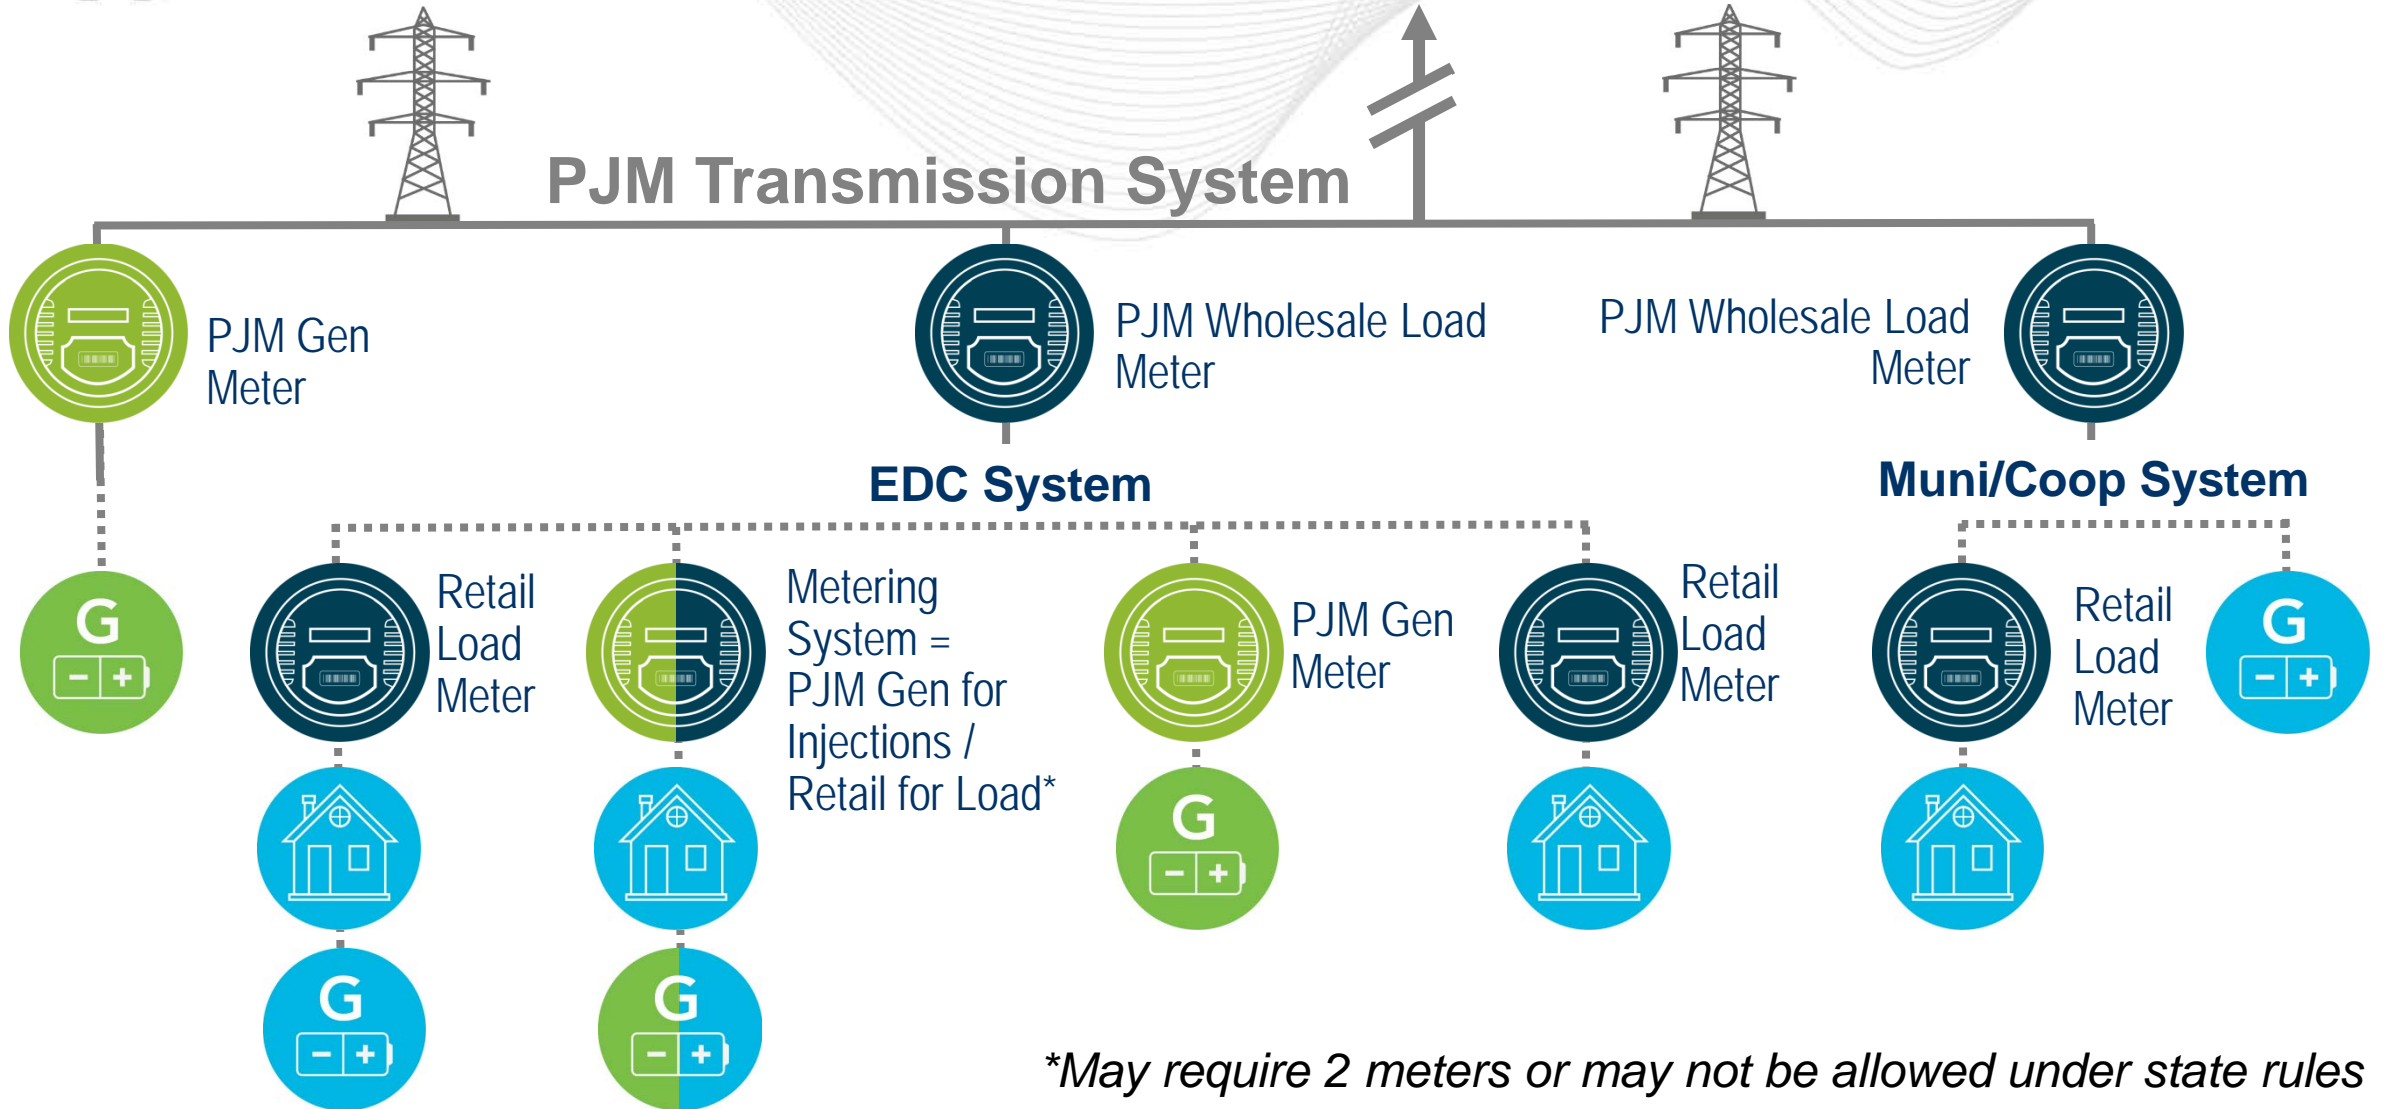 PJM Transmission System
PJM Gen
Meter
PJM Wholesale Load
Meter
PJM Wholesale Load
Meter
EDC System
Muni/Coop System
G
- +
Retail
Load
Meter
Metering
System =
PJM Gen for
Injections /
Retail for Load*
PJM Gen
Meter
Retail
Load
Meter
Retail
Load
Meter
G
- +
G
- +
G
- +
G
- +
*May require 2 meters or may not be allowed under state rules